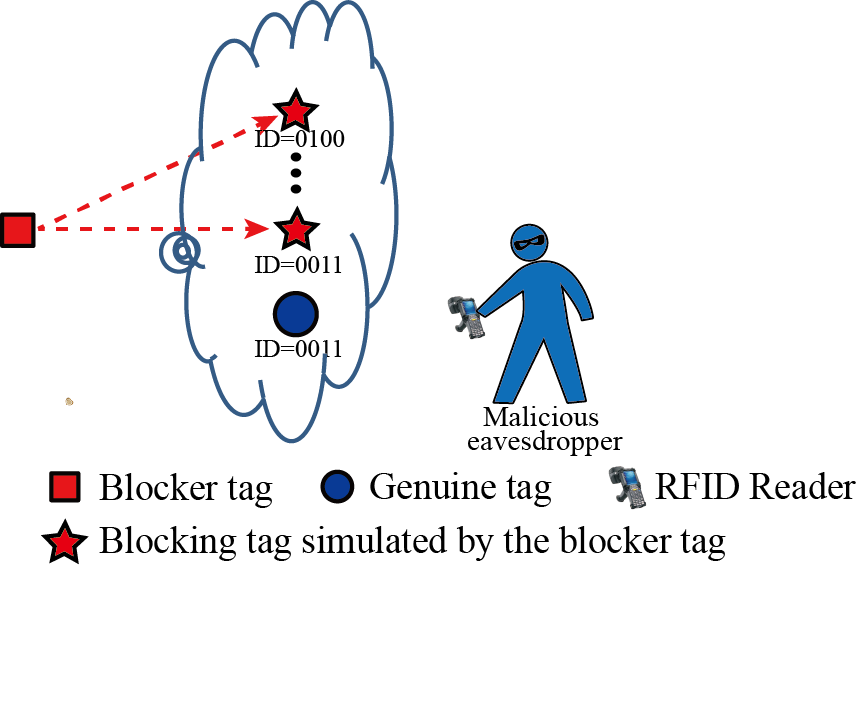 ID=0100
ID=0011
ID=0011
Malicious
eavesdropper
Blocker tag
Genuine tag
RFID Reader
Blocking tag simulated by the blocker tag